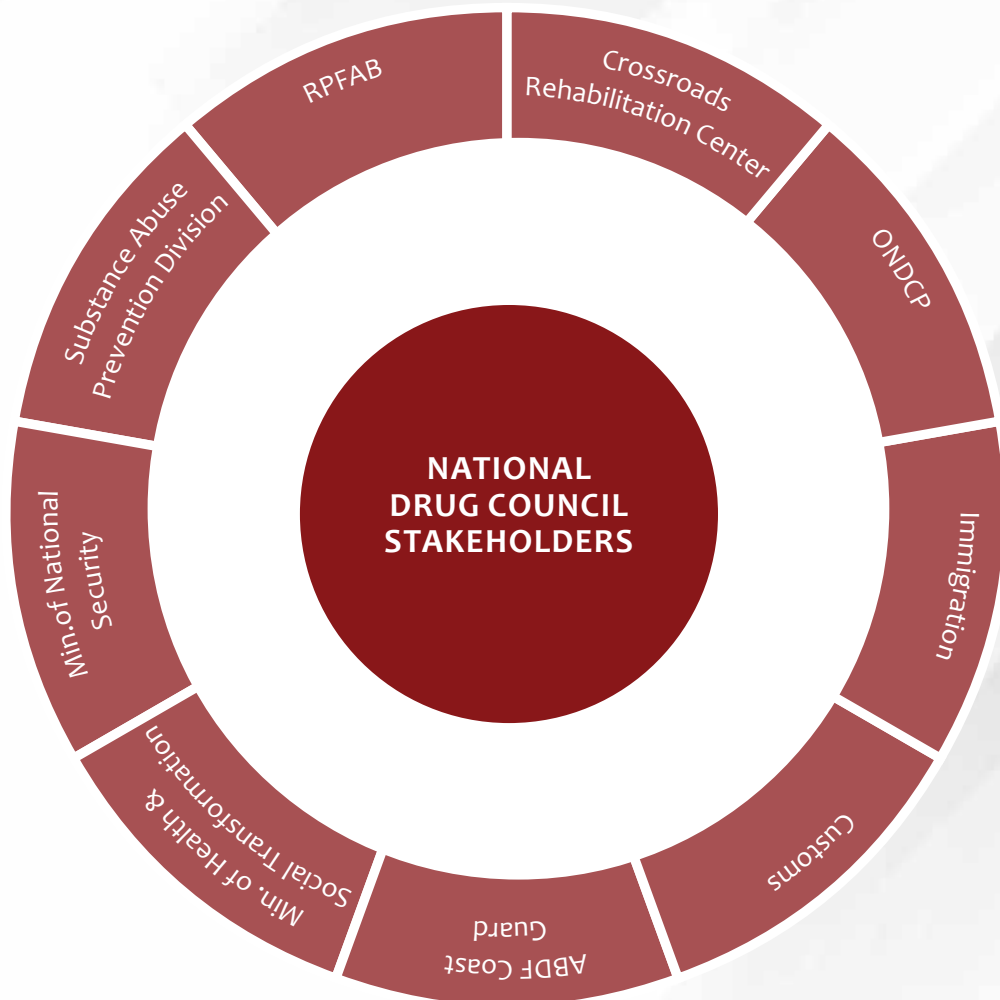 NATIONAL
DRUG COUNCIL
STAKEHOLDERS
Crossroads
Rehabilitation Center
ONDCP
Immigration
Customs
ABDF Coast
Guard
Min. of Health &
Social Transformation
Min.of National
Security
Substance Abuse
Prevention Division
RPFAB